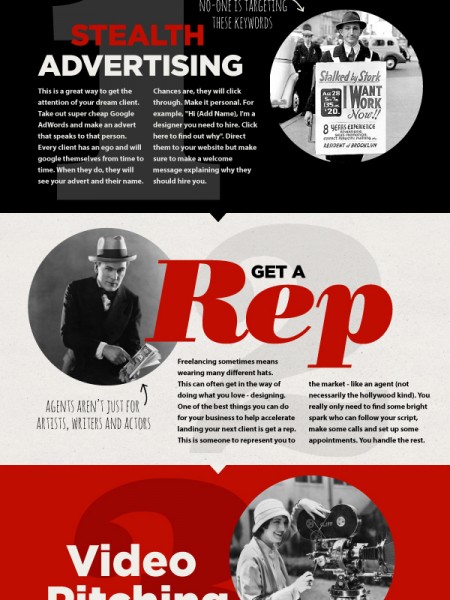 1
NO-ONE IS TARGETING
THESE KEYWORDS
STEALTH
ADVERTISING
This is a great way to get the
attention of your dream client.
Take out super cheap Google
AdWords and make an advert
that speaks to that person.
Every client has an ego and will
google themselves from time to
time. When they do, they will
see your advert and their name.
Chances are, they will click
through. Make it personal. For
example, "Hi (Add Name), I'm a
designer you need to hire. Click
here to find out why". Direct
them to your website but make
sure to make a welcome
message explaining why they
should hire you.
I WANT
WORK
Now!!
8 YEARS EXPERIENCE
RESIDENT of BROOKLYN
2
GET A
Rep
AGENTS AREN'T JUST FOR
ARTISTS, WRITERS AND ACTORS
Freelancing sometimes means
wearing many different hats.
This can often get in the way of
doing what you love - designing.
One of the best things you can do
for your business to help accelerate
landing your next client is get a rep.
This is someone to represent you to
the market - like an agent (not
necessarily the hollywood kind). You
really only need to find some bright
spark who can follow your script,
make some calls and set up some
appointments. You handle the rest.
3
Video
Pitching